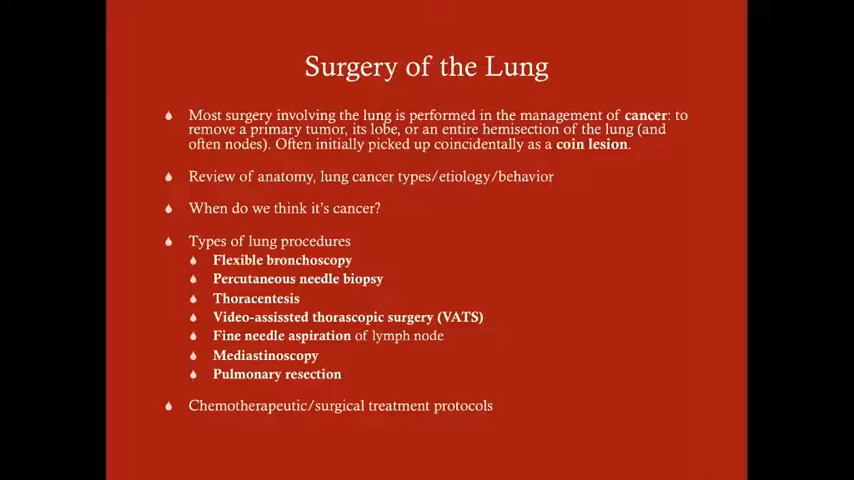 Surgery of the Lung
Most surgery involving the lung is performed in the management of cancer: to
remove a primary tumor, its lobe, or an entire hemisection of the lung (and
often nodes). Often initially picked up coincidentally as a coin lesion.
Review of anatomy, lung cancer types/etiology/behavior
When do we think it's cancer?
Types of lung procedures
Flexible bronchoscopy
Percutaneous needle biopsy
Thoracentesis
Video-assissted thorascopic surgery (VATS)
Fine needle aspiration of lymph node
Mediastinoscopy
Pulmonary resection
Chemotherapeutic/surgical treatment protocols